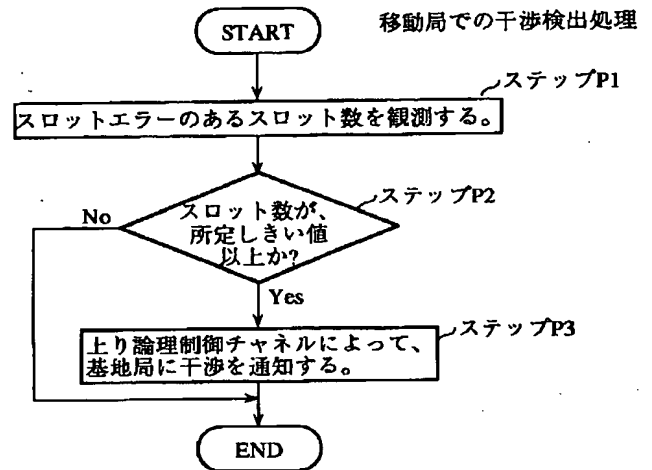 START
移動局での干渉検出処理
ステップP1
スロットエラーのあるスロット数を観測する。
ステップP2
No
スロット数が、
所定しきい値
以上か?
Yes
ステップP3
上り論理制御チャネルによって、
基地局に干渉を通知する。
END